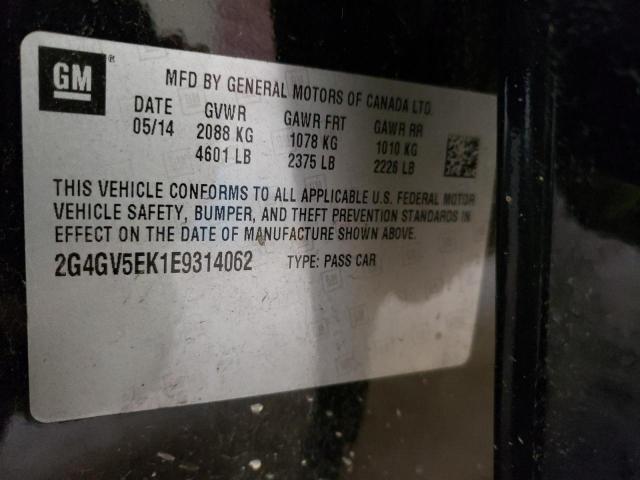 GM
MFD BY GENERAL MOTORS OF CANADA LTD.
DATE GVWR GAWR FRT GAWR RR
05/14 2088 KG 1078 KG 1010 KG
4601 LB 2375 LB 2226 LB
THIS VEHICLE CONFORMS TO ALL APPLICABLE U.S. FEDERAL MOTOR
VEHICLE SAFETY, BUMPER, AND THEFT PREVENTION STANDARDS IN
EFFECT ON THE DATE OF MANUFACTURE SHOWN ABOVE.
2G4GV5EK1E9314062 TYPE: PASS CAR